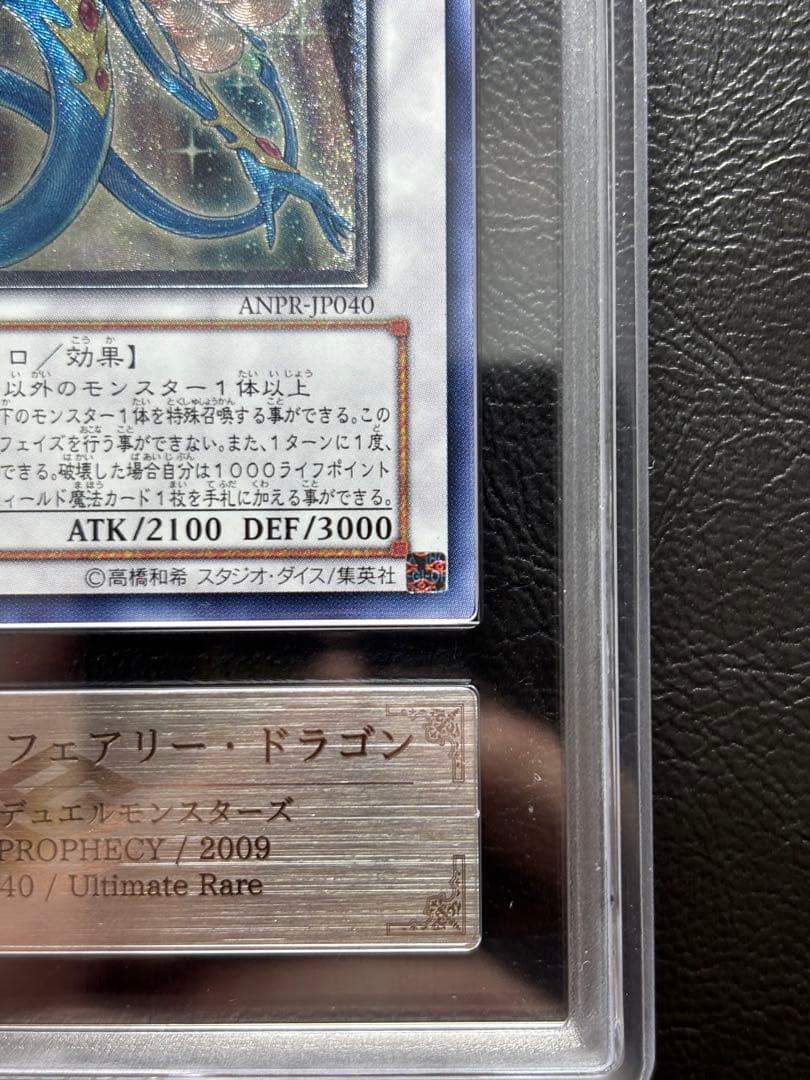 ANPR-JP040
ロ/効果】
以外のモンスター1体以上
下のモンスター1体を特殊召喚する事ができる。この
フェイズを行う事ができない。また、1ターンに1度、
できる。破壊した場合自分は1000ライフポイント
ィールド魔法カード1枚を手札に加える事ができる。
ATK/2100 DEF/3000
©高橋和希 スタジオ・ダイス/集英社
フェアリー・ドラゴン
デュエルモンスターズ
PROPHECY / 2009
40 / Ultimate Rare